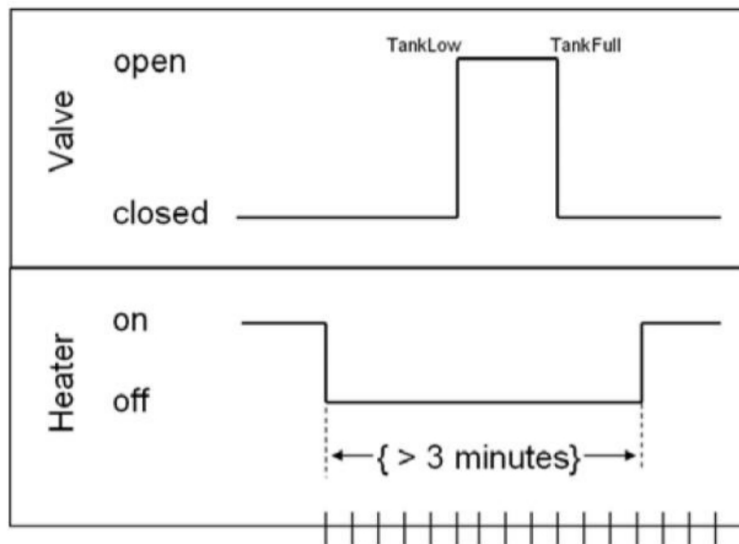 TankLow TankFull
open
Valve
closed
on
Heater
off
{ > 3 minutes}